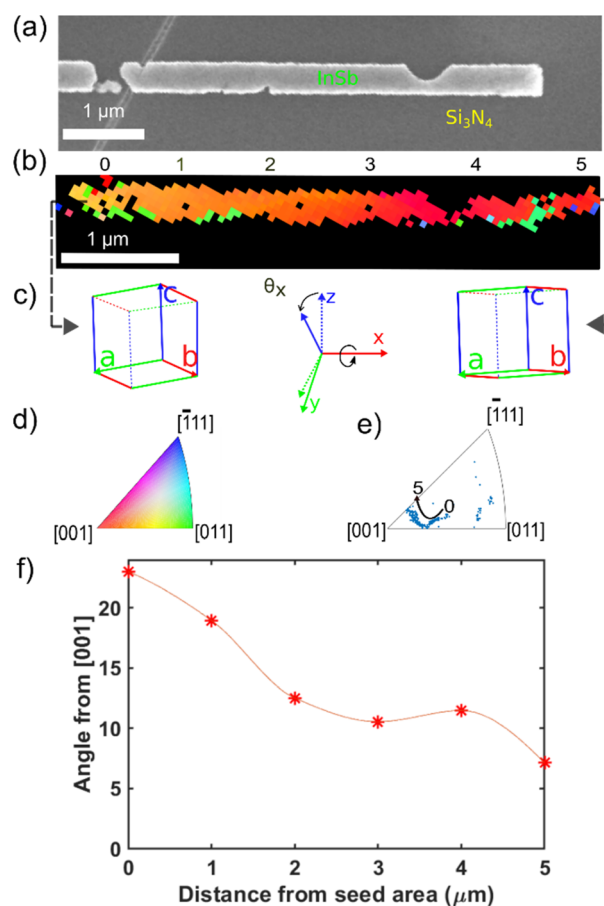 (a)
InSb
Si3N4
1 μm
(b)
0 1 2 3 4 5
1 μm
c)
θx
z
x
y
a
b
c
a
b
c
d)
[1̅11]
[001]
[011]
e)
[1̅11]
5
0
[001]
[011]
f)
Angle from [001]
20
15
10
5
0
0 1 2 3 4 5
Distance from seed area (μm)